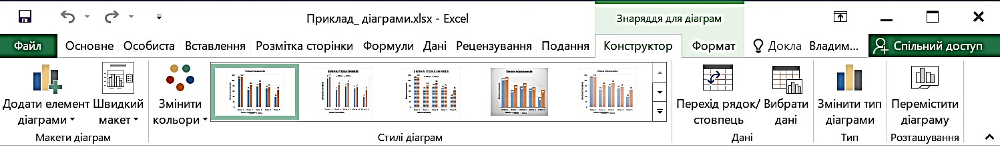 Приклад_ діаграми.xlsx - Excel
Знаряддя для діаграм
Файл Основне Особиста Вставлення Розмітка сторінки Формули Дані Рецензування Подання Конструктор Формат Докла Владим... Спільний доступ
Додати елемент діаграми
Швидкий макет
Змінити кольори
Перехід рядок/ стовпець
Вибрати дані
Змінити тип діаграми
Перемістити діаграму
Макети діаграм
Стилі діаграм
Дані
Тип
Розташування